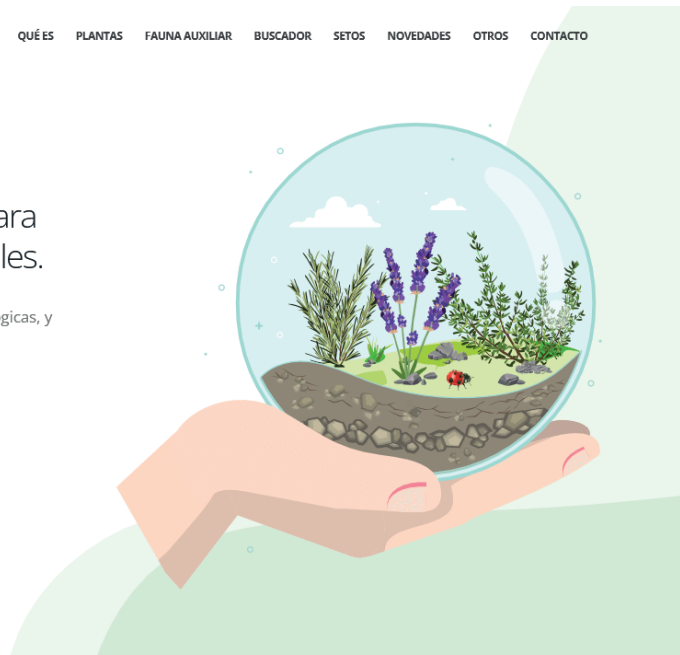 QUÉ ES PLANTAS FAUNA AUXILIAR BUSCADOR SETOS NOVEDADES OTROS CONTACTO
ara
les.
gicas, y